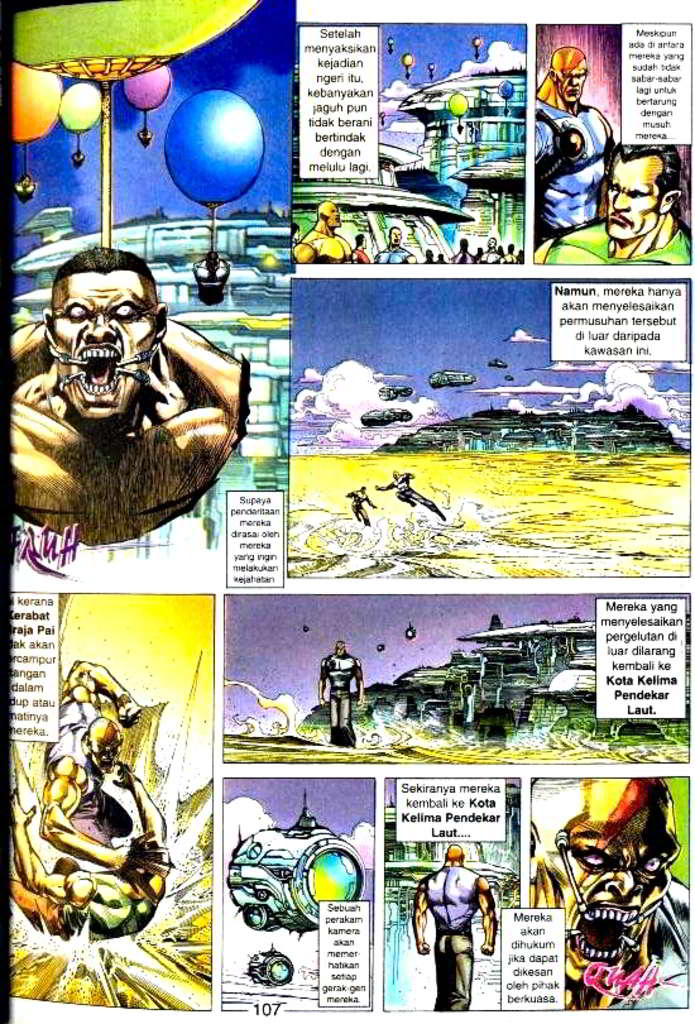 Setelah
menyaksikan
kejadian
ngeri itu,
kebanyakan
jaguh pun
tidak berani
bertindak
dengan
melulu lagi.
Meskipun
ada di antara
mereka yang
sudah tidak
sabar-sabar
lagi untuk
bertarung
dengan
musuh
mereka...
Supaya
penderitaan
mereka
dirasai oleh
mereka
yang ingin
melakukan
kejahatan
Namun, mereka hanya
akan menyelesaikan
permusuhan tersebut
di luar daripada
kawasan ini.
kerana
Kerabat
Raja Pai
tak akan
dalam
dup atau
matinya
mereka.
Mereka yang
menyelesaikan
pergelutan di
luar dilarang
kembali ke
Kota Kelima
Pendekar
Laut.
Sebuah
perakam
kamera
akan
memer-
hatikan
setiap
gerak-geri
mereka.
Sekiranya mereka
kembali ke Kota
Kelima Pendekar
Laut....
Mereka
akan
dihukum
jika dapat
dikesan
oleh pihak
berkuasa.
107